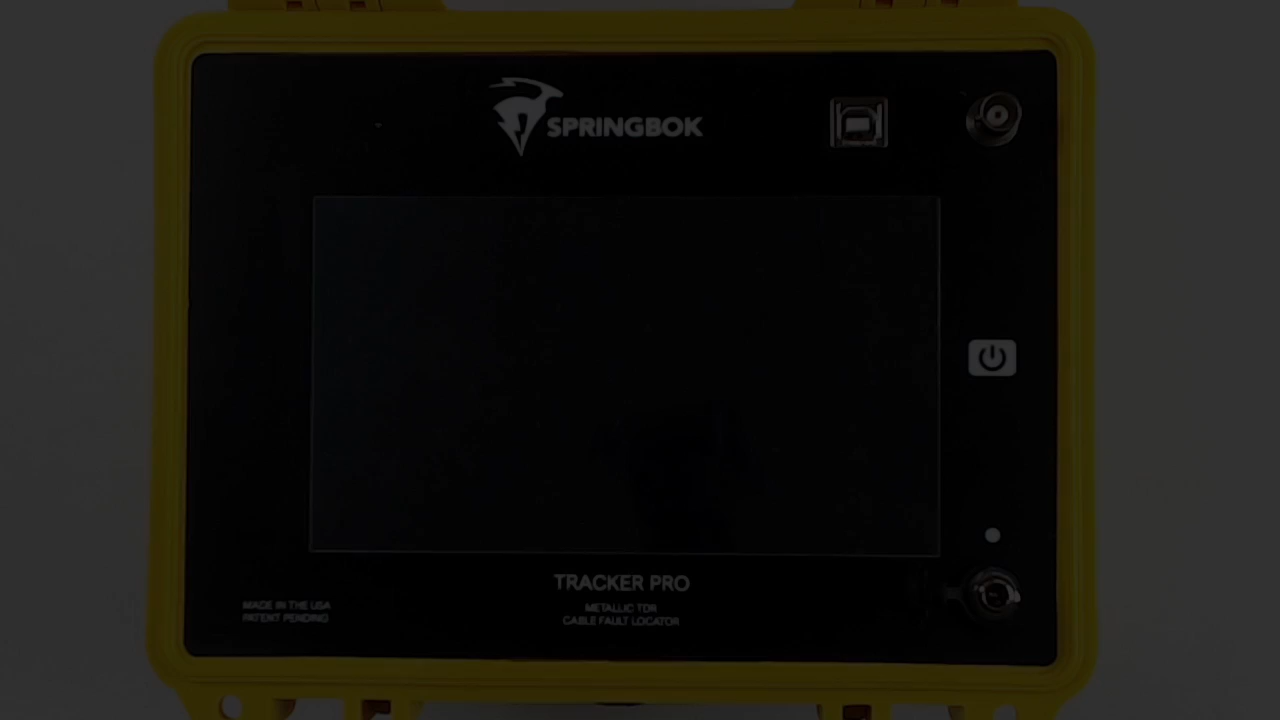 SPRINGBOK
TRACKER PRO
METALLIC TDR
CABLE FAULT LOCATOR
MADE IN THE USA
PATENT PENDING